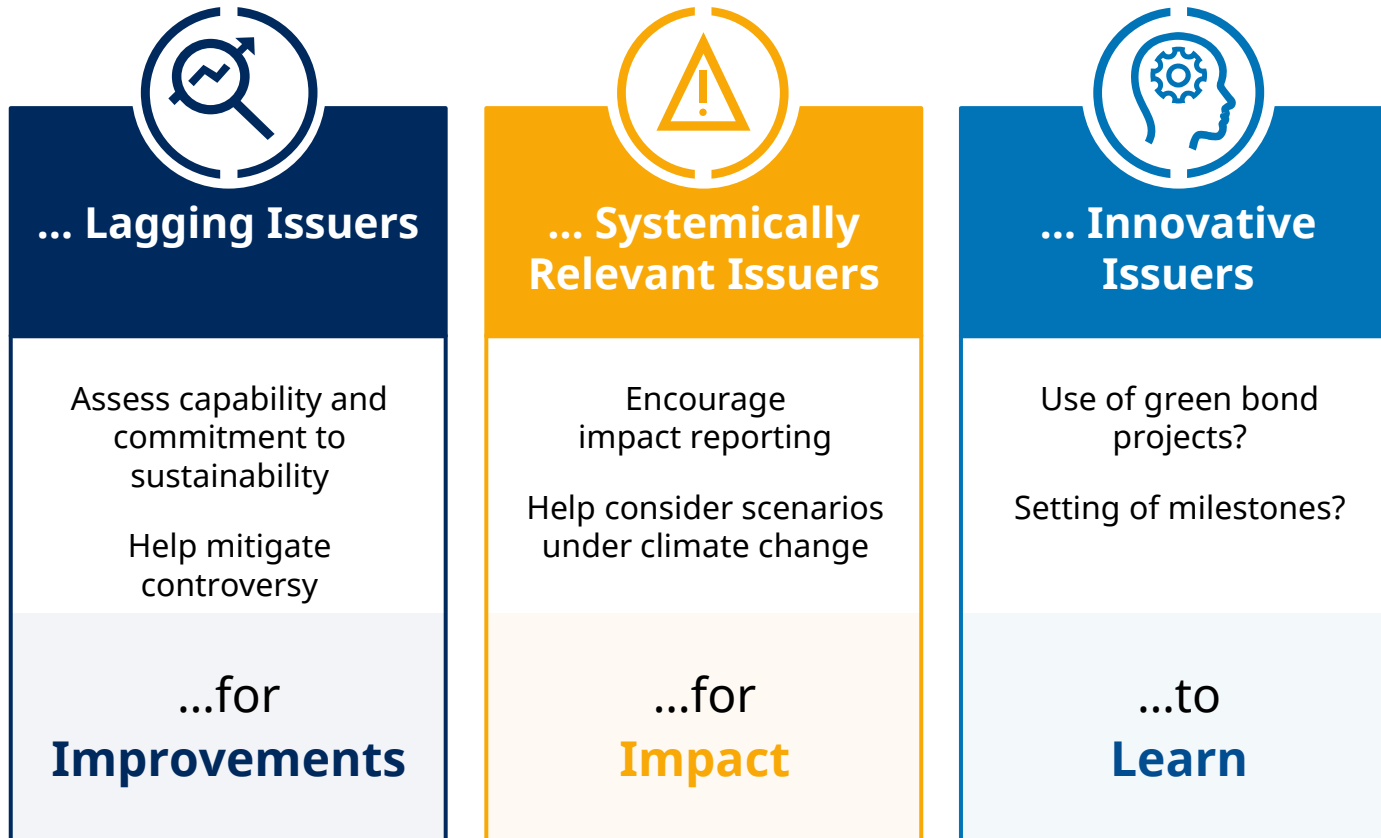 ... Lagging Issuers
Assess capability and
commitment to
sustainability
Help mitigate
controversy
...for
Improvements
... Systemically
Relevant Issuers
Encourage
impact reporting
Help consider scenarios
under climate change
...for
Impact
... Innovative
Issuers
Use of green bond
projects?
Setting of milestones?
...to
Learn